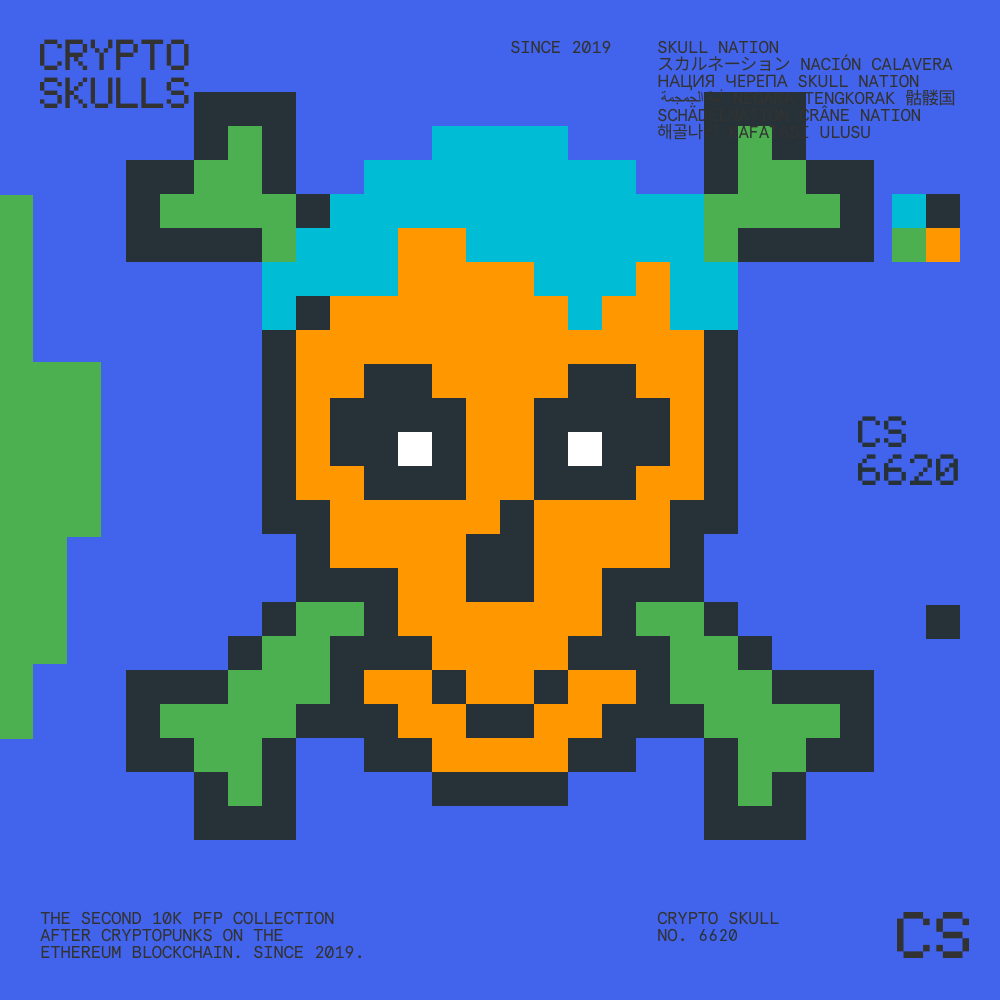 CRYPTO
SKULLS
SINCE 2019
SKULL NATION
スカルネーション NACIÓN CALAVERA
НАЦИЯ ЧЕРЕПА SKULL NATION
الجمجمة TENGKORAK 骷髅国
CRÂNE NATION
해골 ULUSU
CS
6620
THE SECOND 10K PFP COLLECTION
AFTER CRYPTOPUNKS ON THE
ETHEREUM BLOCKCHAIN. SINCE 2019.
CRYPTO SKULL
NO. 6620
CS